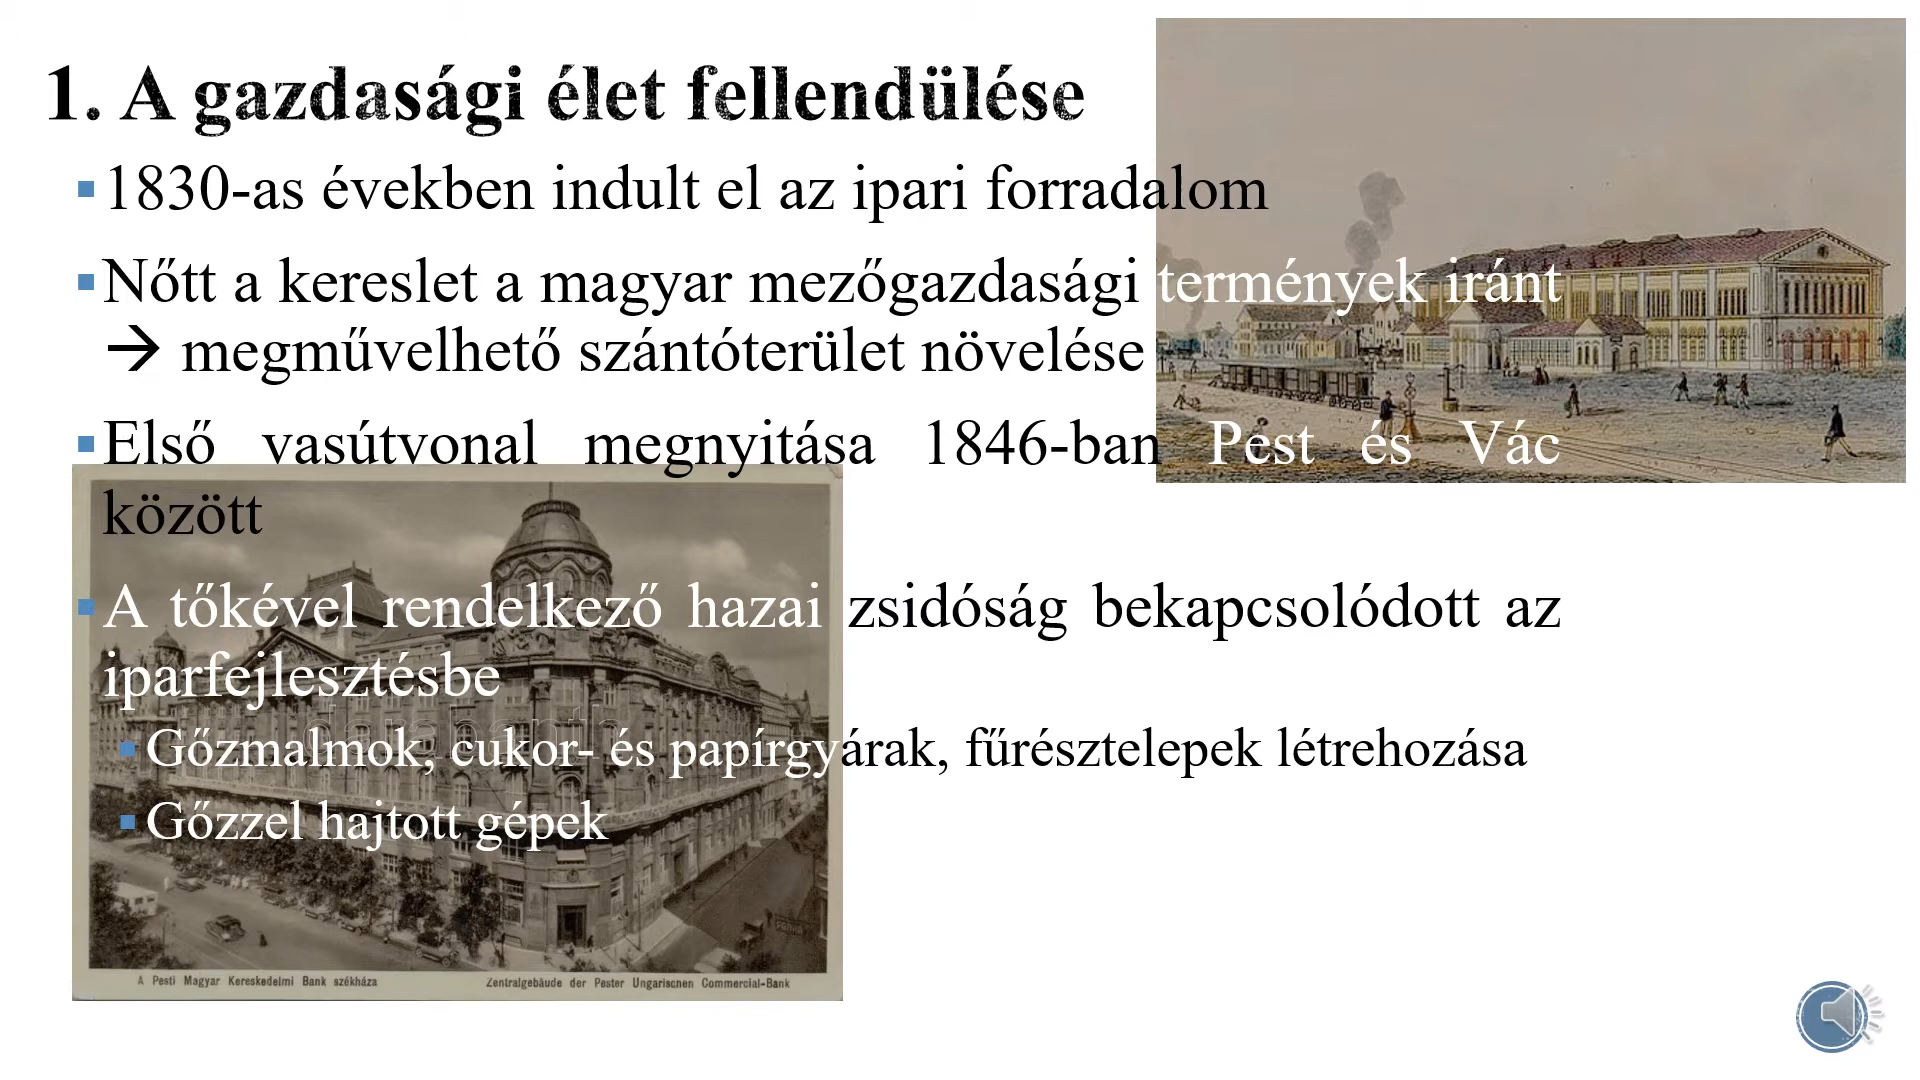 1. A gazdasági élet fellendülése
1830-as években indult el az ipari forradalom
Nőtt a kereslet a magyar mezőgazdasági termények iránt
→ megművelhető szántóterület növelése
Első vasútvonal megnyitása 1846-ban Pest és Vác
között
A tőkével rendelkező hazai zsidóság bekapcsolódott az
iparfejlesztésbe
Gőzmalmok, cukor- és papírgyárak, fűrésztelepek létrehozása
Gőzzel hajtott gépek
A Pesti Magyar Kereskedelmi Bank székháza
Zentralgebäude der Pester Ungarischen Commercial-Bank